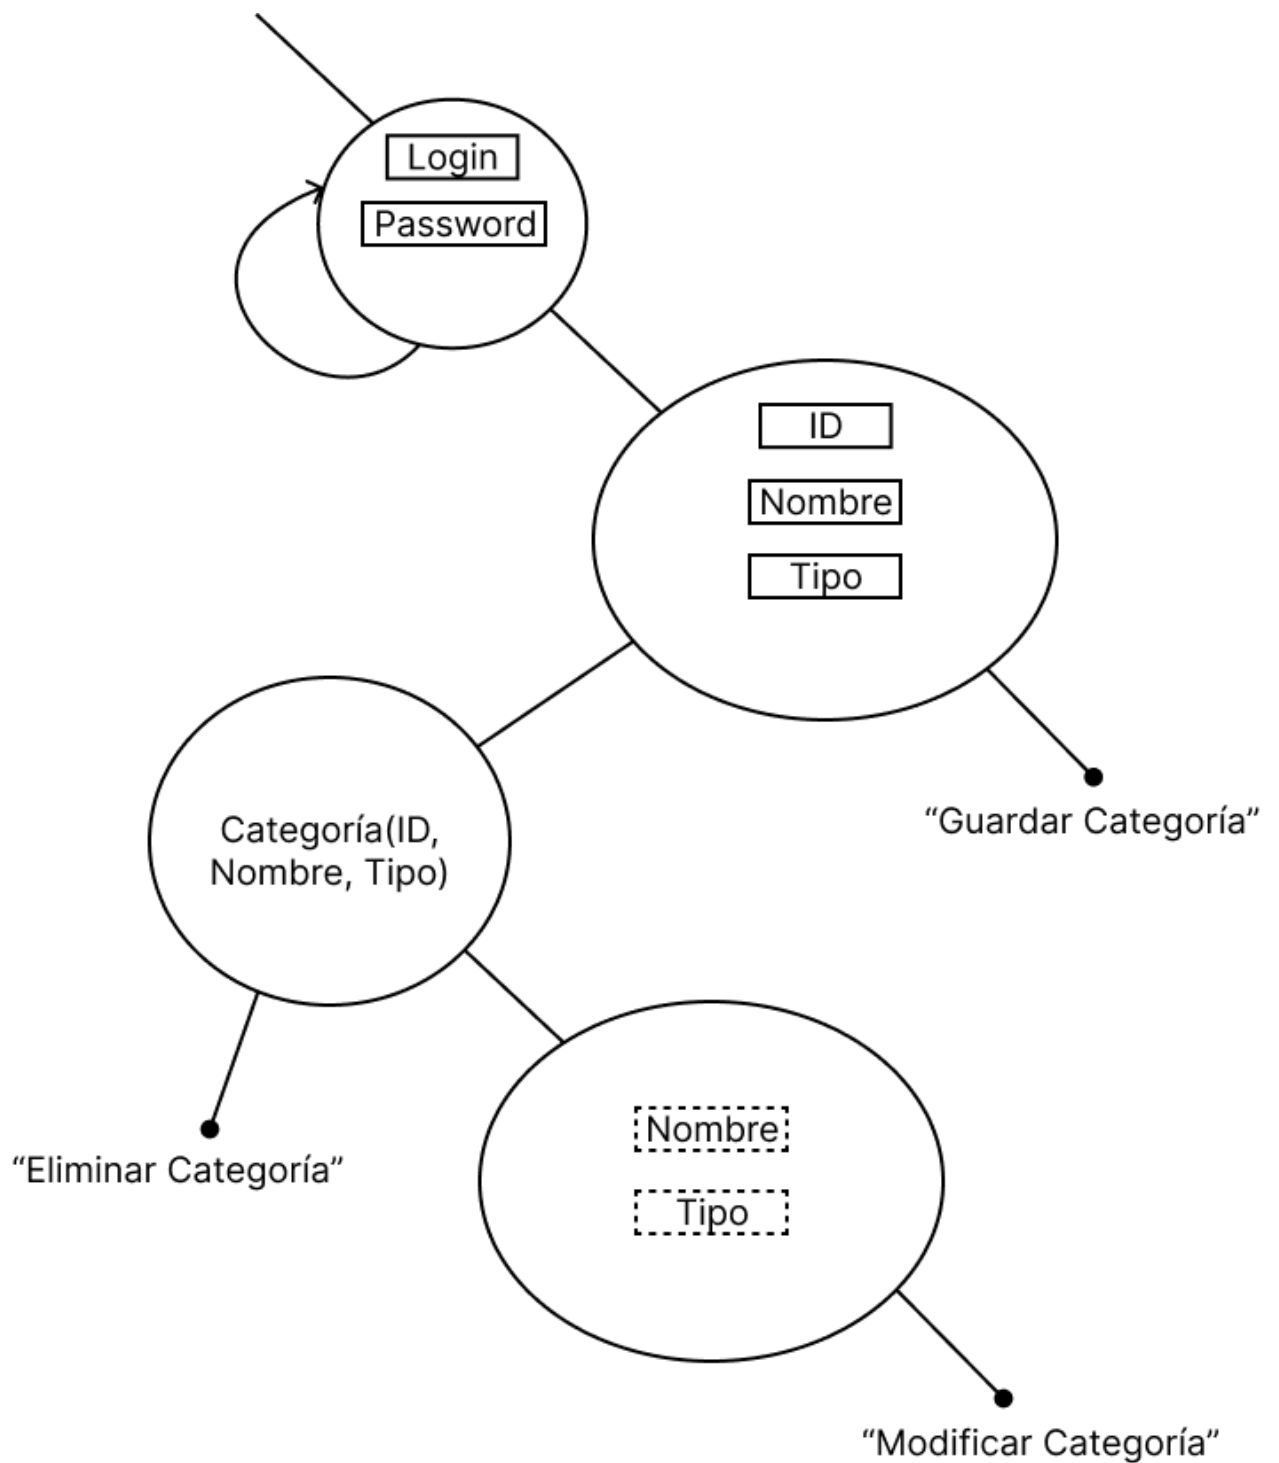 Login
Password
ID
Nombre
Tipo
“Guardar Categoría”
Categoría(ID,
Nombre, Tipo)
“Eliminar Categoría”
Nombre
Tipo
“Modificar Categoría”